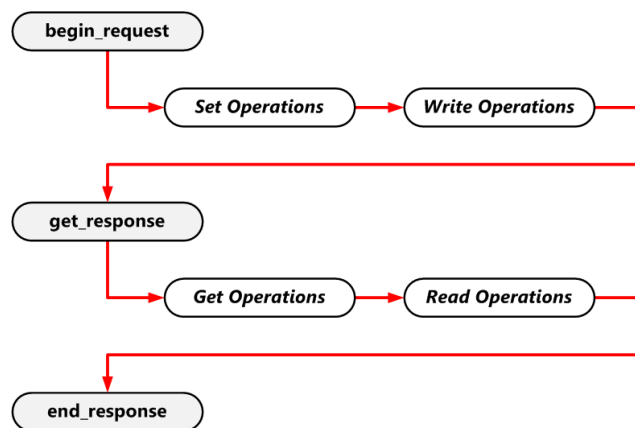 begin_request
Set Operations
Write Operations
get_response
Get Operations
Read Operations
end_response